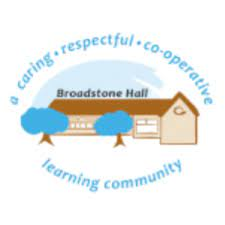 a caring • respectful • co-operative
Broadstone Hall
learning community